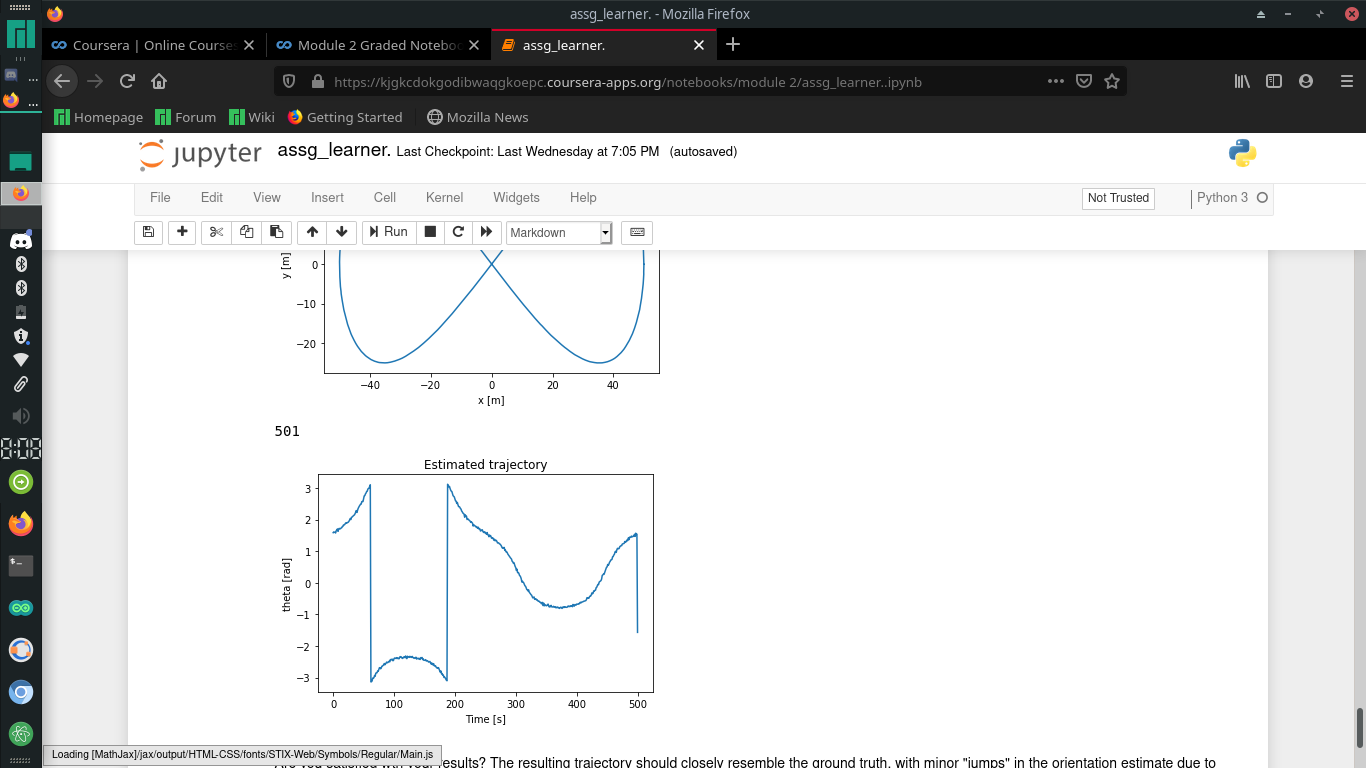 assg_learner. - Mozilla Firefox
Coursera | Online Course
Module 2 Graded Notebo
assg_learner.
https://kjgkcdokgodibwaqgkoepc.coursera-apps.org/notebooks/module 2/assg_learner..ipynb
Homepage Forum Wiki Getting Started Mozilla News
jupyter assg_learner. Last Checkpoint: Last Wednesday at 7:05 PM (autosaved)
File Edit View Insert Cell Kernel Widgets Help Not Trusted Python 3
Run Markdown
y [m]
0
−10
−20
−40 −20 0 20 40
x [m]
501
Estimated trajectory
theta [rad]
3
2
1
0
−1
−2
−3
0 100 200 300 400 500
Time [s]
0:08
Loading [MathJax]/jax/output/HTML-CSS/fonts/STIX-Web/Symbols/Regular/Main.js
results? The resulting trajectory should closely resemble the ground truth, with minor "jumps" in the orientation estimate due to